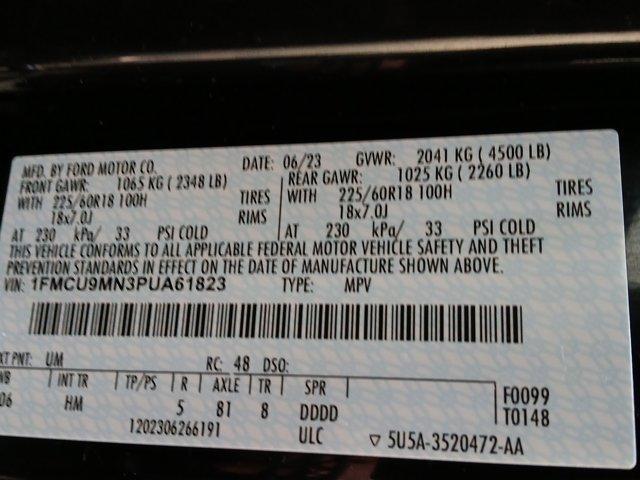 MFD. BY FORD MOTOR CO. DATE: 06/23 GVWR: 2041 KG ( 4500 LB)
FRONT GAWR: 1065 KG ( 2348 LB) REAR GAWR: 1025 KG ( 2260 LB)
WITH 225/60R18 100H TIRES WITH 225/60R18 100H TIRES
18x7.0J RIMS 18x7.0J RIMS
AT 230 kPa/ 33 PSI COLD AT 230 kPa/ 33 PSI COLD
THIS VEHICLE CONFORMS TO ALL APPLICABLE FEDERAL MOTOR VEHICLE SAFETY AND THEFT
PREVENTION STANDARDS IN EFFECT ON THE DATE OF MANUFACTURE SHOWN ABOVE.
VIN: 1FMCU9MN3PUA61823 TYPE: MPV
XT PNT: UM RC: 48 DSO:
WB INT TR TP/PS R AXLE TR SPR
06 HM 5 81 8 DDDD
F0099
T0148
1202306266191 ULC 5U5A-3520472-AA